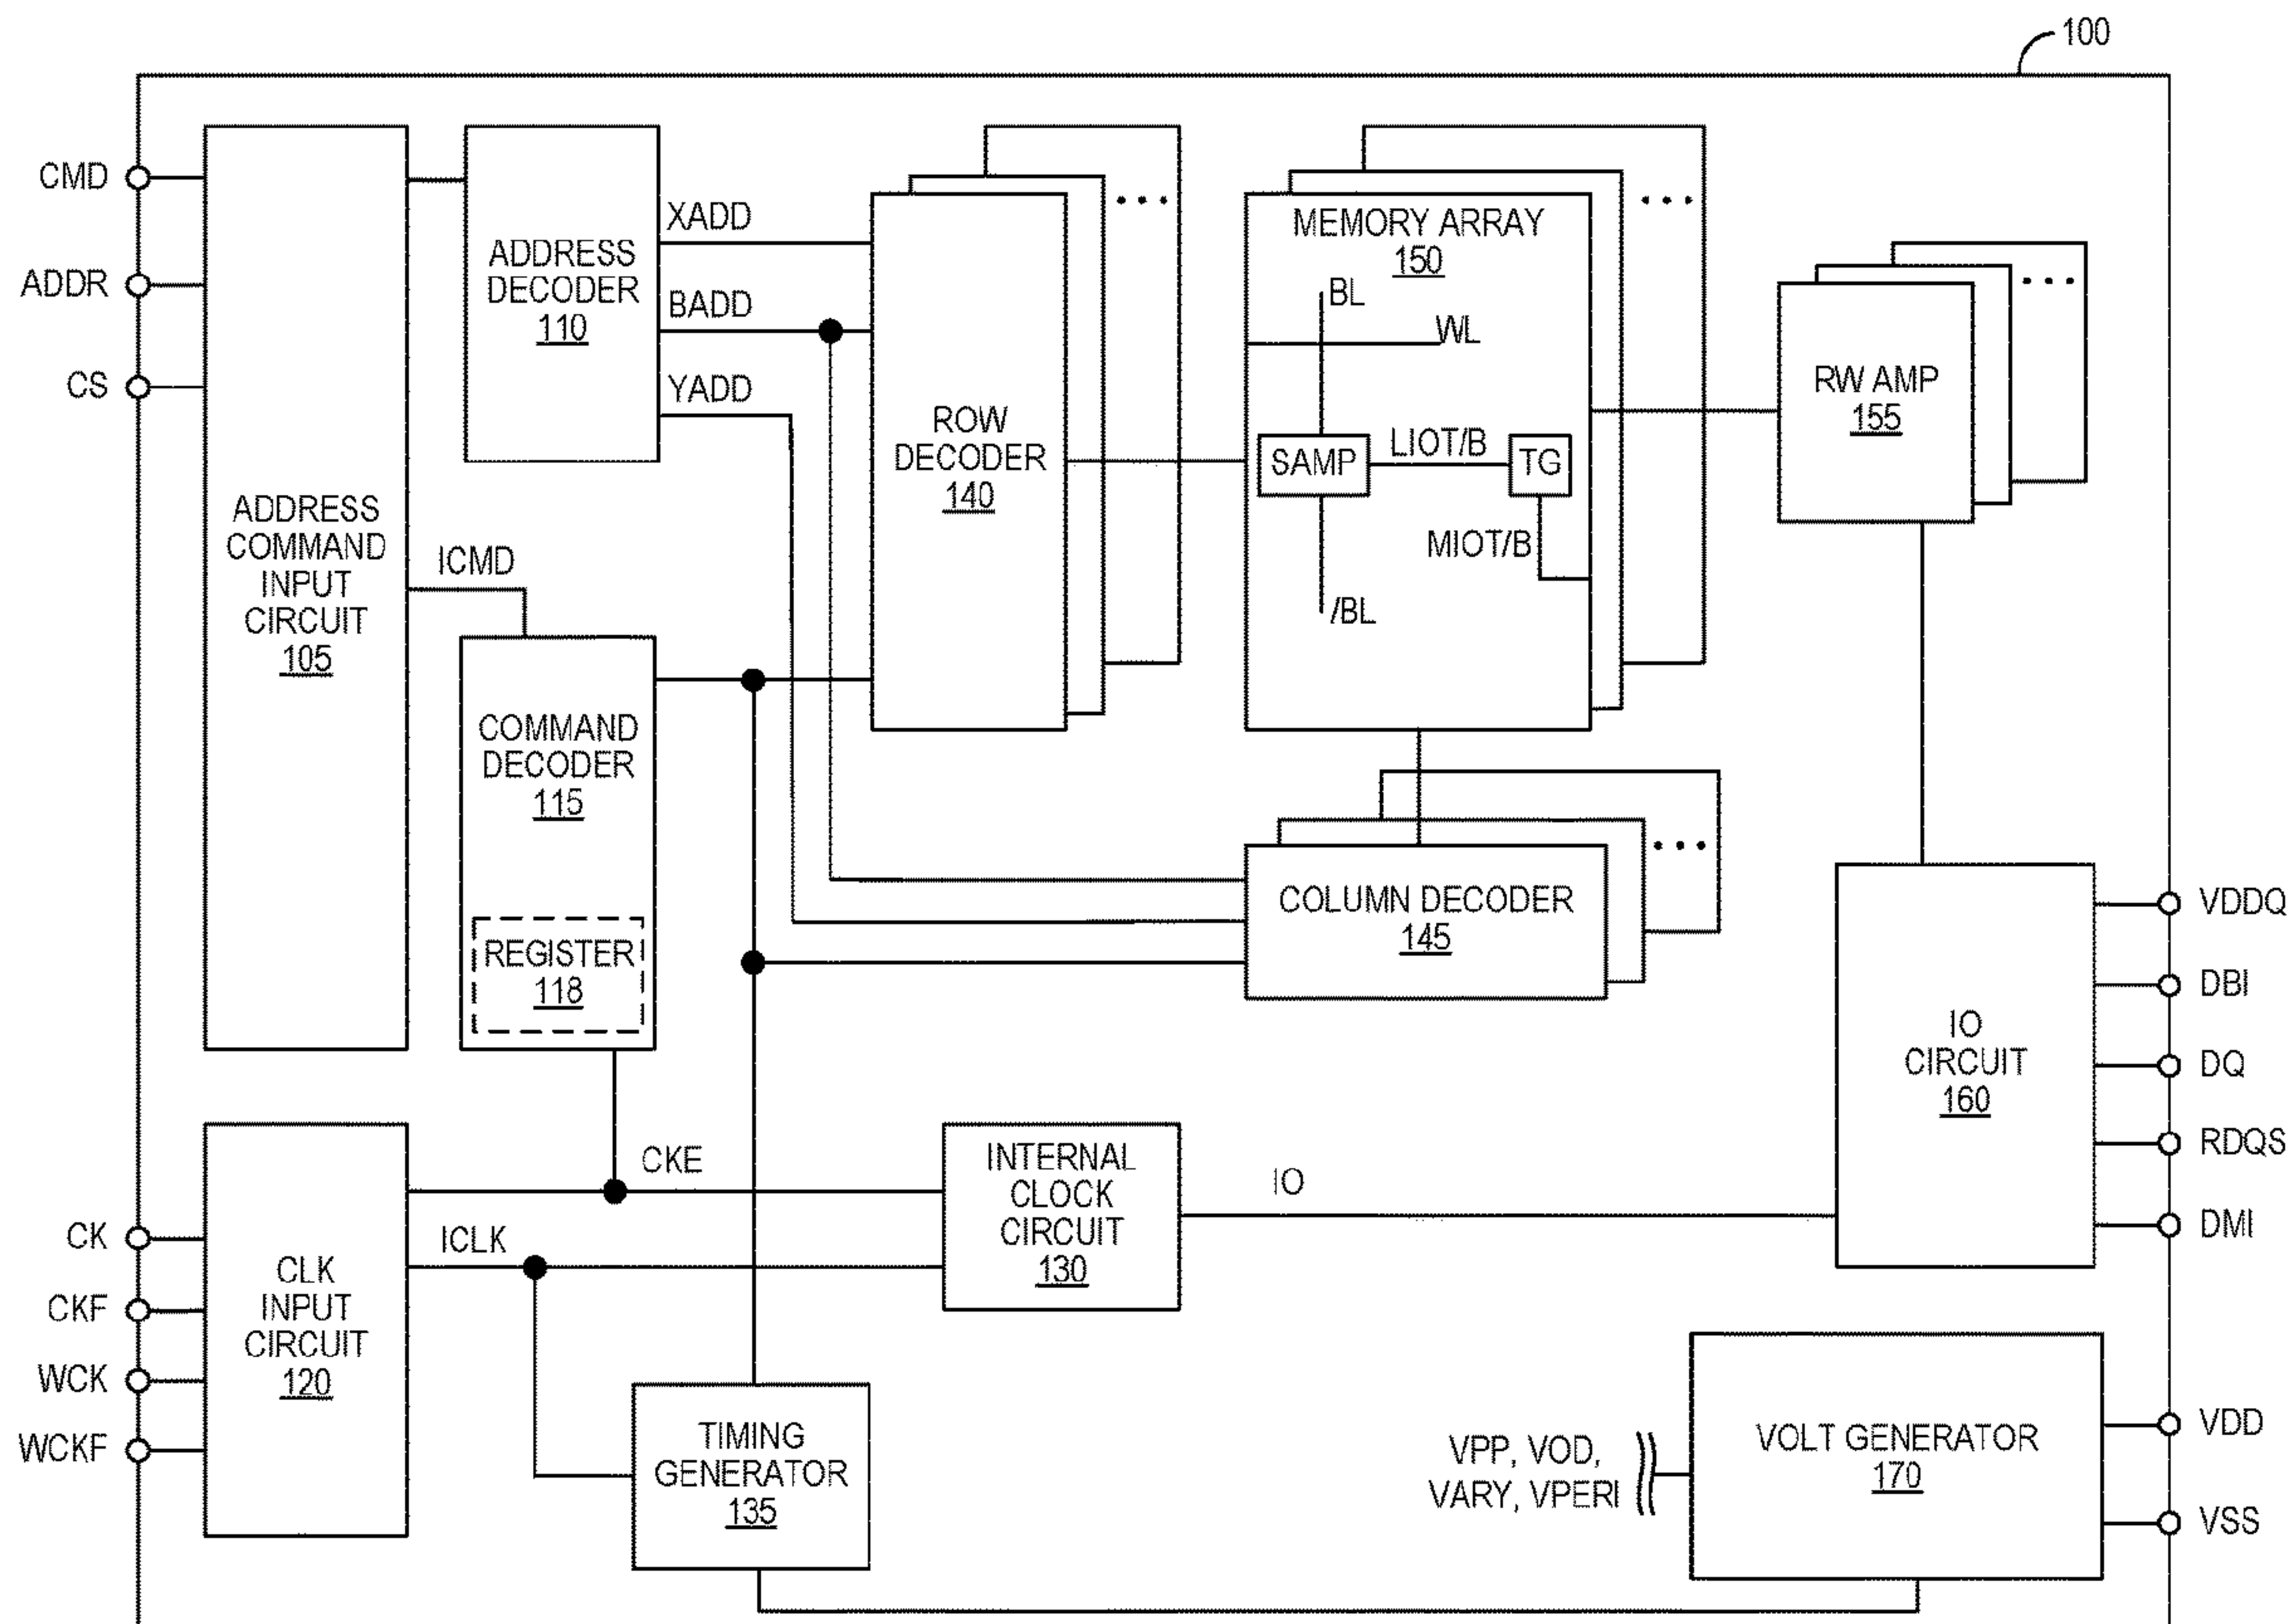 100
CMD
ADDR
CS
ADDRESS
COMMAND
INPUT
CIRCUIT
105
ADDRESS
DECODER
110
XADD
BADD
YADD
ICMD
COMMAND
DECODER
115
REGISTER
118
ROW
DECODER
140
...
MEMORY ARRAY
150
BL
WL
SAMP
LIOT/B
TG
MIOT/B
/BL
...
RW AMP
155
...
COLUMN DECODER
145
...
IO
CIRCUIT
160
VDDQ
DBI
DQ
RDQS
DMI
CK
CKF
WCK
WCKF
CLK
INPUT
CIRCUIT
120
CKE
ICLK
INTERNAL
CLOCK
CIRCUIT
130
IO
TIMING
GENERATOR
135
VPP, VOD,
VARY, VPERI
VOLT GENERATOR
170
VDD
VSS